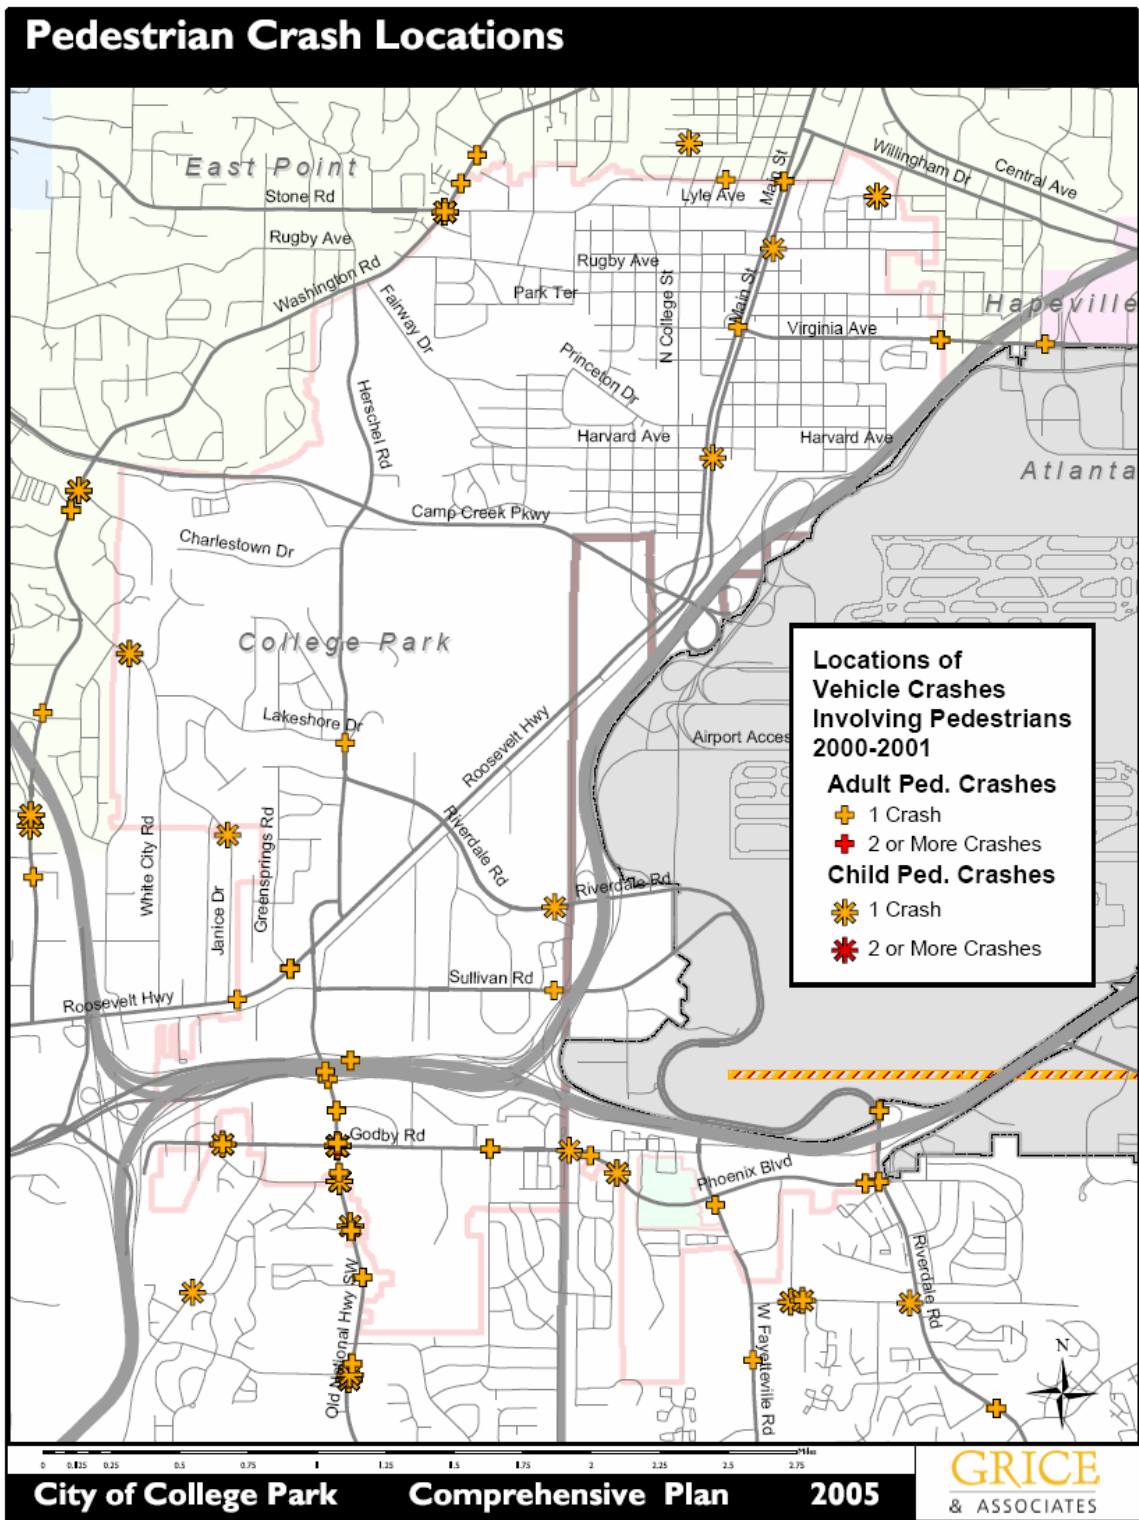 Pedestrian Crash Locations
East Point
Stone Rd
Rugby Ave
Washington Rd
Fairway Dr
Herschel Rd
Lyle Ave
Main St
Willingham Dr
Central Ave
Rugby Ave
Park Ter
N College St
Main St
Virginia Ave
Hapeville
Princeton Dr
Harvard Ave
Harvard Ave
Atlanta
Camp Creek Pkwy
Charlestown Dr
College Park
Lakeshore Dr
Roosevelt Hwy
Airport Acces
Locations of
Vehicle Crashes
Involving Pedestrians
2000-2001
Adult Ped. Crashes
1 Crash
2 or More Crashes
Child Ped. Crashes
1 Crash
2 or More Crashes
White City Rd
Janice Dr
Greensprings Rd
Riverdale Rd
Riverdale Rd
Sullivan Rd
Roosevelt Hwy
Godby Rd
Phoenix Blvd
Old National Hwy SW
W Fayetteville Rd
Riverdale Rd
N
Miles
0 0.125 0.25 0.5 0.75 1 1.25 1.5 1.75 2 2.25 2.5 2.75
City of College Park Comprehensive Plan 2005
GRICE
& ASSOCIATES